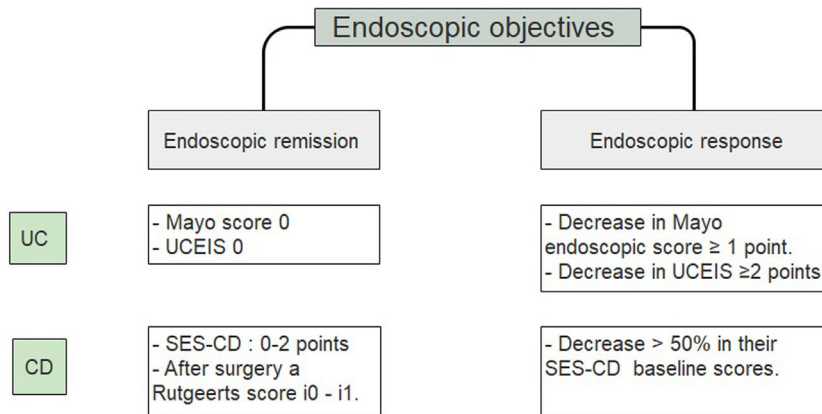 Endoscopic objectives
Endoscopic remission
Endoscopic response
UC
- Mayo score 0
- UCEIS 0
- Decrease in Mayo
endoscopic score ≥ 1 point.
- Decrease in UCEIS ≥2 points
CD
- SES-CD : 0-2 points
- After surgery a
Rutgeerts score i0 - i1.
- Decrease > 50% in their
SES-CD baseline scores.